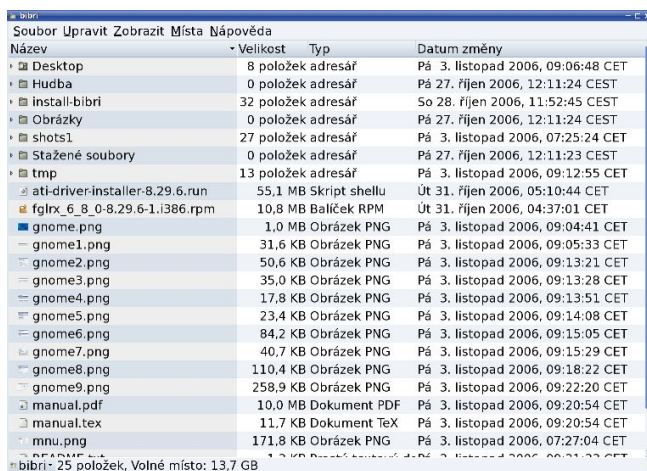 bibri
Soubor Upravit Zobrazit Místa Nápověda
Název Velikost Typ Datum změny
Desktop 8 položek adresář Pá 3. listopad 2006, 09:06:48 CET
Hudba 0 položek adresář Pá 27. říjen 2006, 12:11:24 CEST
install-bibri 32 položek adresář So 28. říjen 2006, 11:52:45 CEST
Obrázky 0 položek adresář Pá 27. říjen 2006, 12:11:24 CEST
shots1 27 položek adresář Pá 3. listopad 2006, 07:25:24 CET
Stažené soubory 0 položek adresář Pá 27. říjen 2006, 12:11:23 CEST
tmp 13 položek adresář Pá 3. listopad 2006, 09:12:55 CET
ati-driver-installer-8.29.6.run 55,1 MB Skript shellu Út 31. říjen 2006, 05:10:44 CET
fglrx_6_8_0-8.29.6-1.i386.rpm 10,8 MB Balíček RPM Út 31. říjen 2006, 04:37:01 CET
gnome.png 1,0 MB Obrázek PNG Pá 3. listopad 2006, 09:04:41 CET
gnome1.png 31,6 KB Obrázek PNG Pá 3. listopad 2006, 09:05:33 CET
gnome2.png 50,6 KB Obrázek PNG Pá 3. listopad 2006, 09:13:21 CET
gnome3.png 35,0 KB Obrázek PNG Pá 3. listopad 2006, 09:13:28 CET
gnome4.png 17,8 KB Obrázek PNG Pá 3. listopad 2006, 09:13:51 CET
gnome5.png 23,4 KB Obrázek PNG Pá 3. listopad 2006, 09:14:08 CET
gnome6.png 84,2 KB Obrázek PNG Pá 3. listopad 2006, 09:15:05 CET
gnome7.png 40,7 KB Obrázek PNG Pá 3. listopad 2006, 09:15:29 CET
gnome8.png 110,4 KB Obrázek PNG Pá 3. listopad 2006, 09:18:22 CET
gnome9.png 258,9 KB Obrázek PNG Pá 3. listopad 2006, 09:22:20 CET
manual.pdf 10,0 MB Dokument PDF Pá 3. listopad 2006, 09:20:54 CET
manual.tex 11,7 KB Dokument TeX Pá 3. listopad 2006, 09:20:54 CET
mnu.png 171,8 KB Obrázek PNG Pá 3. listopad 2006, 07:27:04 CET
bibri 25 položek, Volné místo: 13,7 GB